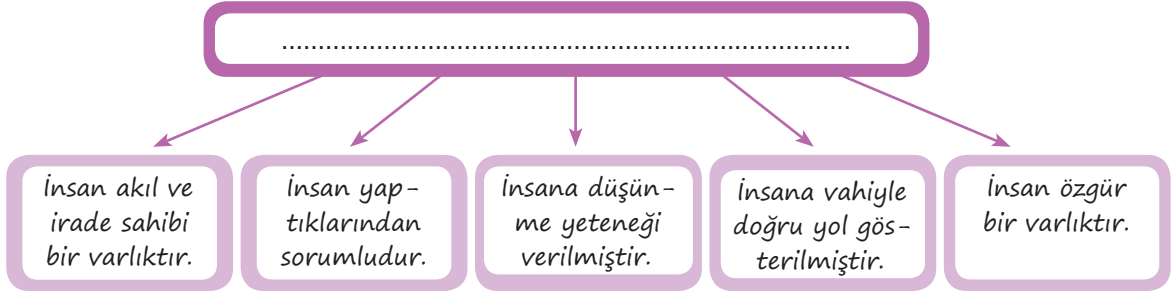 ................................................................................
İnsan akıl ve
irade sahibi
bir varlıktır.
İnsan yap-
tıklarından
sorumludur.
İnsana düşün-
me yeteneği
verilmiştir.
İnsana vahiyle
doğru yol gös-
terilmiştir.
İnsan özgür
bir varlıktır.